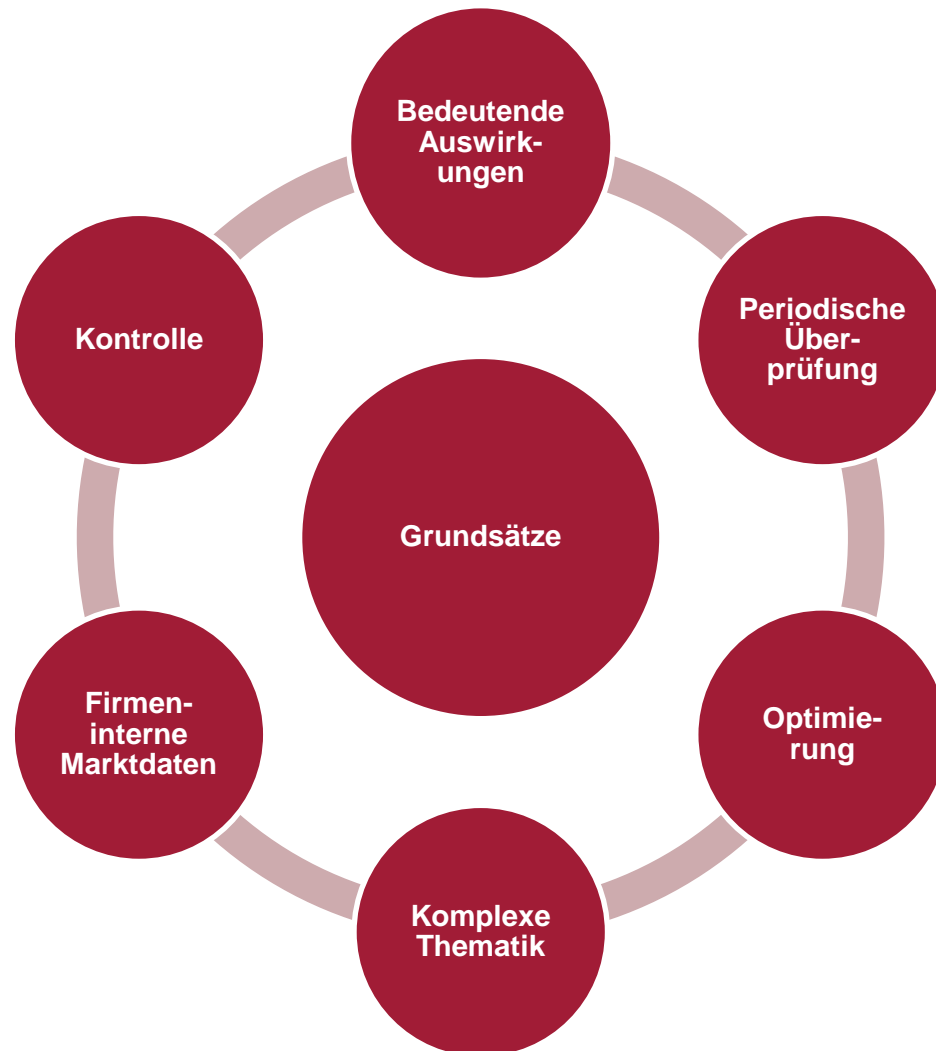 Bedeutende
Auswirk-
ungen
Periodische
Über-
prüfung
Optimie-
rung
Komplexe
Thematik
Firmen-
interne
Marktdaten
Kontrolle
Grundsätze